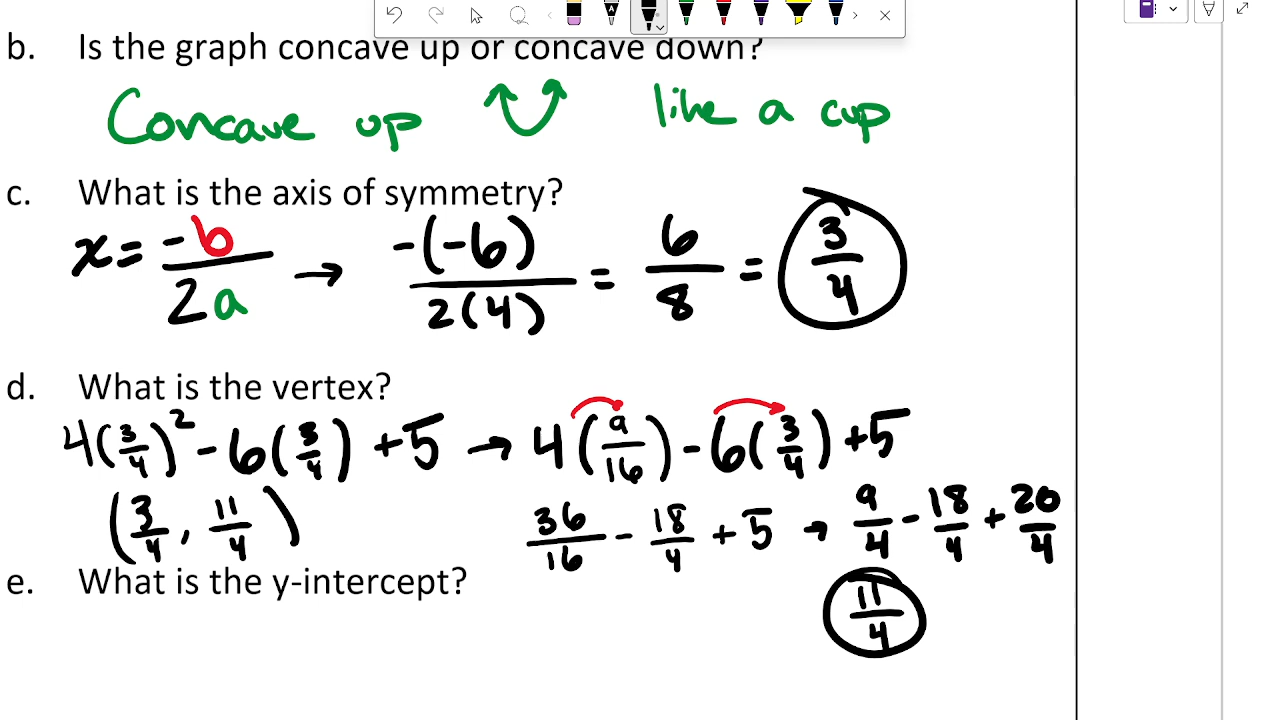 b. Is the graph concave up or concave down?
Concave up like a cup
c. What is the axis of symmetry?
x = -b/2a → -(-6)/2(4) = 6/8 = 3/4
d. What is the vertex?
4(3/4)² - 6(3/4) + 5 → 4(9/16) - 6(3/4) + 5
(3/4, 11/4) 36/16 - 18/4 + 5 → 9/4 - 18/4 + 20/4
e. What is the y-intercept?
11/4